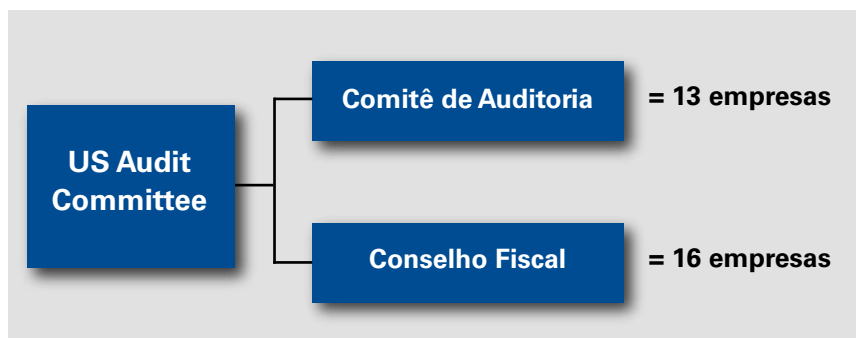 US Audit
Committee
Comitê de Auditoria
= 13 empresas
Conselho Fiscal
= 16 empresas